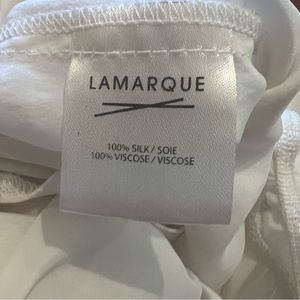 LAMARQUE
100% SILK / SOIE
100% VISCOSE / VISCOSE